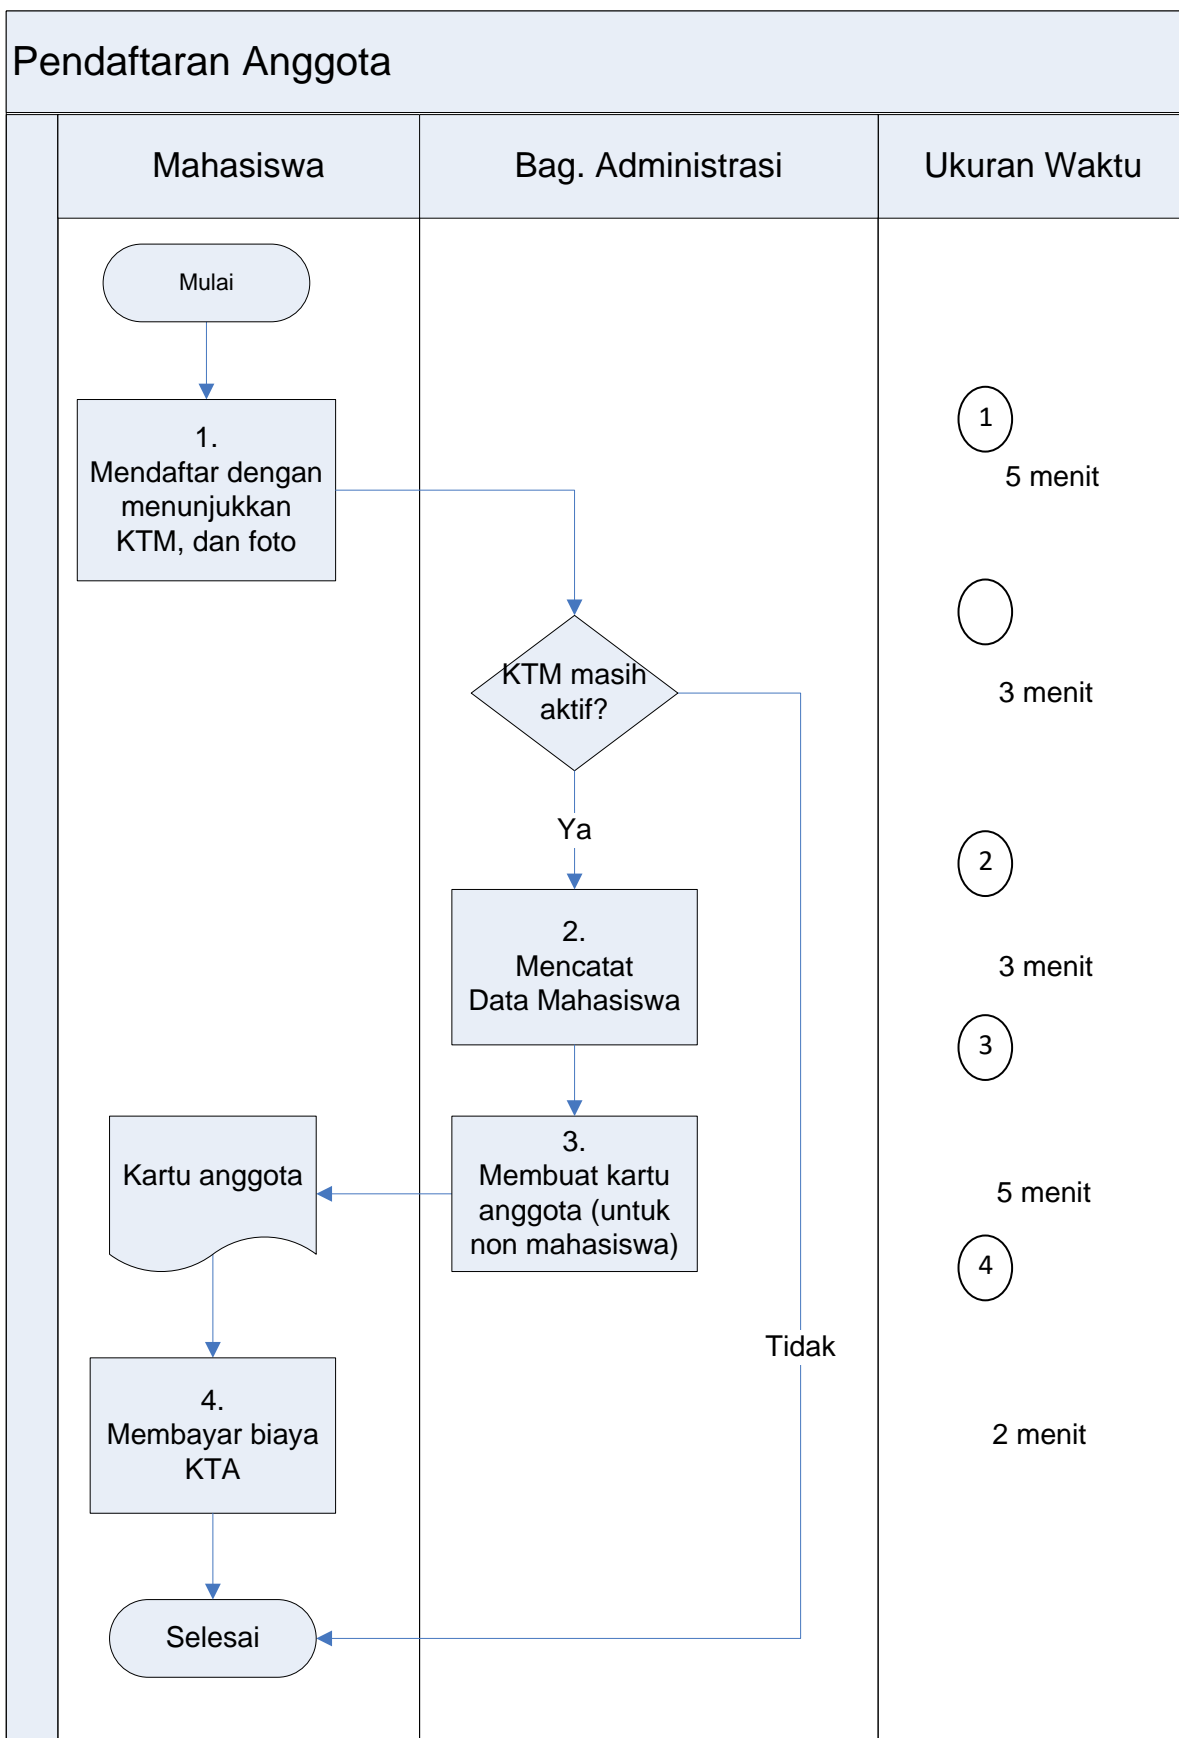 Pendaftaran Anggota
Mahasiswa
Bag. Administrasi
Ukuran Waktu
Mulai
1.
Mendaftar dengan
menunjukkan
KTM, dan foto
1
5 menit
KTM masih
aktif?
3 menit
Ya
2
2.
Mencatat
Data Mahasiswa
3 menit
3
Kartu anggota
3.
Membuat kartu
anggota (untuk
non mahasiswa)
5 menit
4
Tidak
4.
Membayar biaya
KTA
2 menit
Selesai